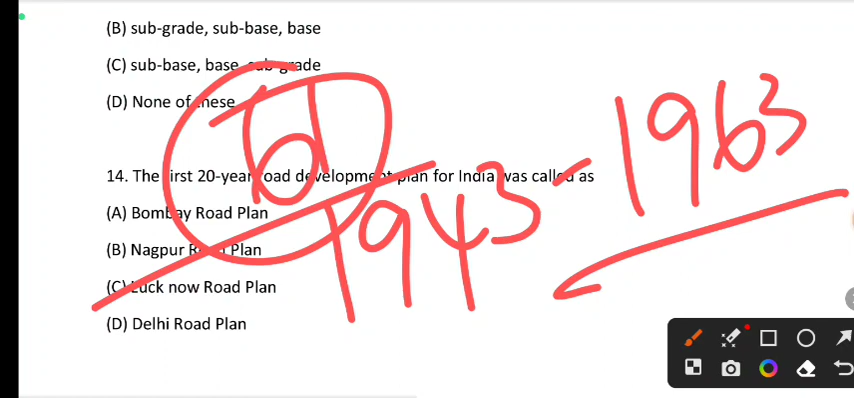 (B) sub-grade, sub-base, base
(C) sub-base, base, sub-grade
(D) None of these
14. The first 20-year road development plan for India was called as
(A) Bombay Road Plan
(B) Nagpur Road Plan
(C) Luck now Road Plan
(D) Delhi Road Plan
1943-1963